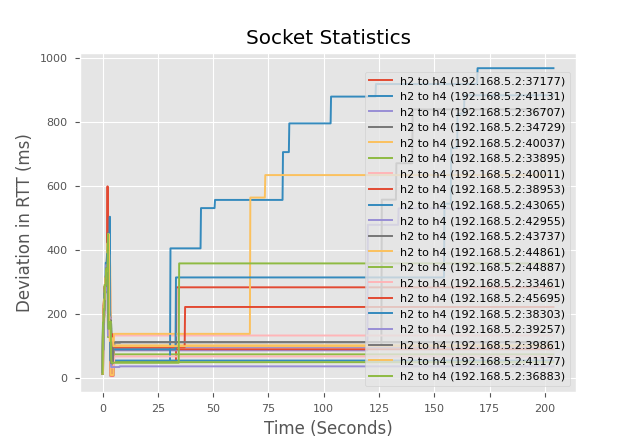 Socket Statistics
1000
800
600
400
200
0
Deviation in RTT (ms)
h2 to h4 (192.168.5.2:37177)
h2 to h4 (192.168.5.2:41131)
h2 to h4 (192.168.5.2:36707)
h2 to h4 (192.168.5.2:34729)
h2 to h4 (192.168.5.2:40037)
h2 to h4 (192.168.5.2:33895)
h2 to h4 (192.168.5.2:40011)
h2 to h4 (192.168.5.2:38953)
h2 to h4 (192.168.5.2:43065)
h2 to h4 (192.168.5.2:42955)
h2 to h4 (192.168.5.2:43737)
h2 to h4 (192.168.5.2:44861)
h2 to h4 (192.168.5.2:44887)
h2 to h4 (192.168.5.2:33461)
h2 to h4 (192.168.5.2:45695)
h2 to h4 (192.168.5.2:38303)
h2 to h4 (192.168.5.2:39257)
h2 to h4 (192.168.5.2:39861)
h2 to h4 (192.168.5.2:41177)
h2 to h4 (192.168.5.2:36883)
0 25 50 75 100 125 150 175 200
Time (Seconds)